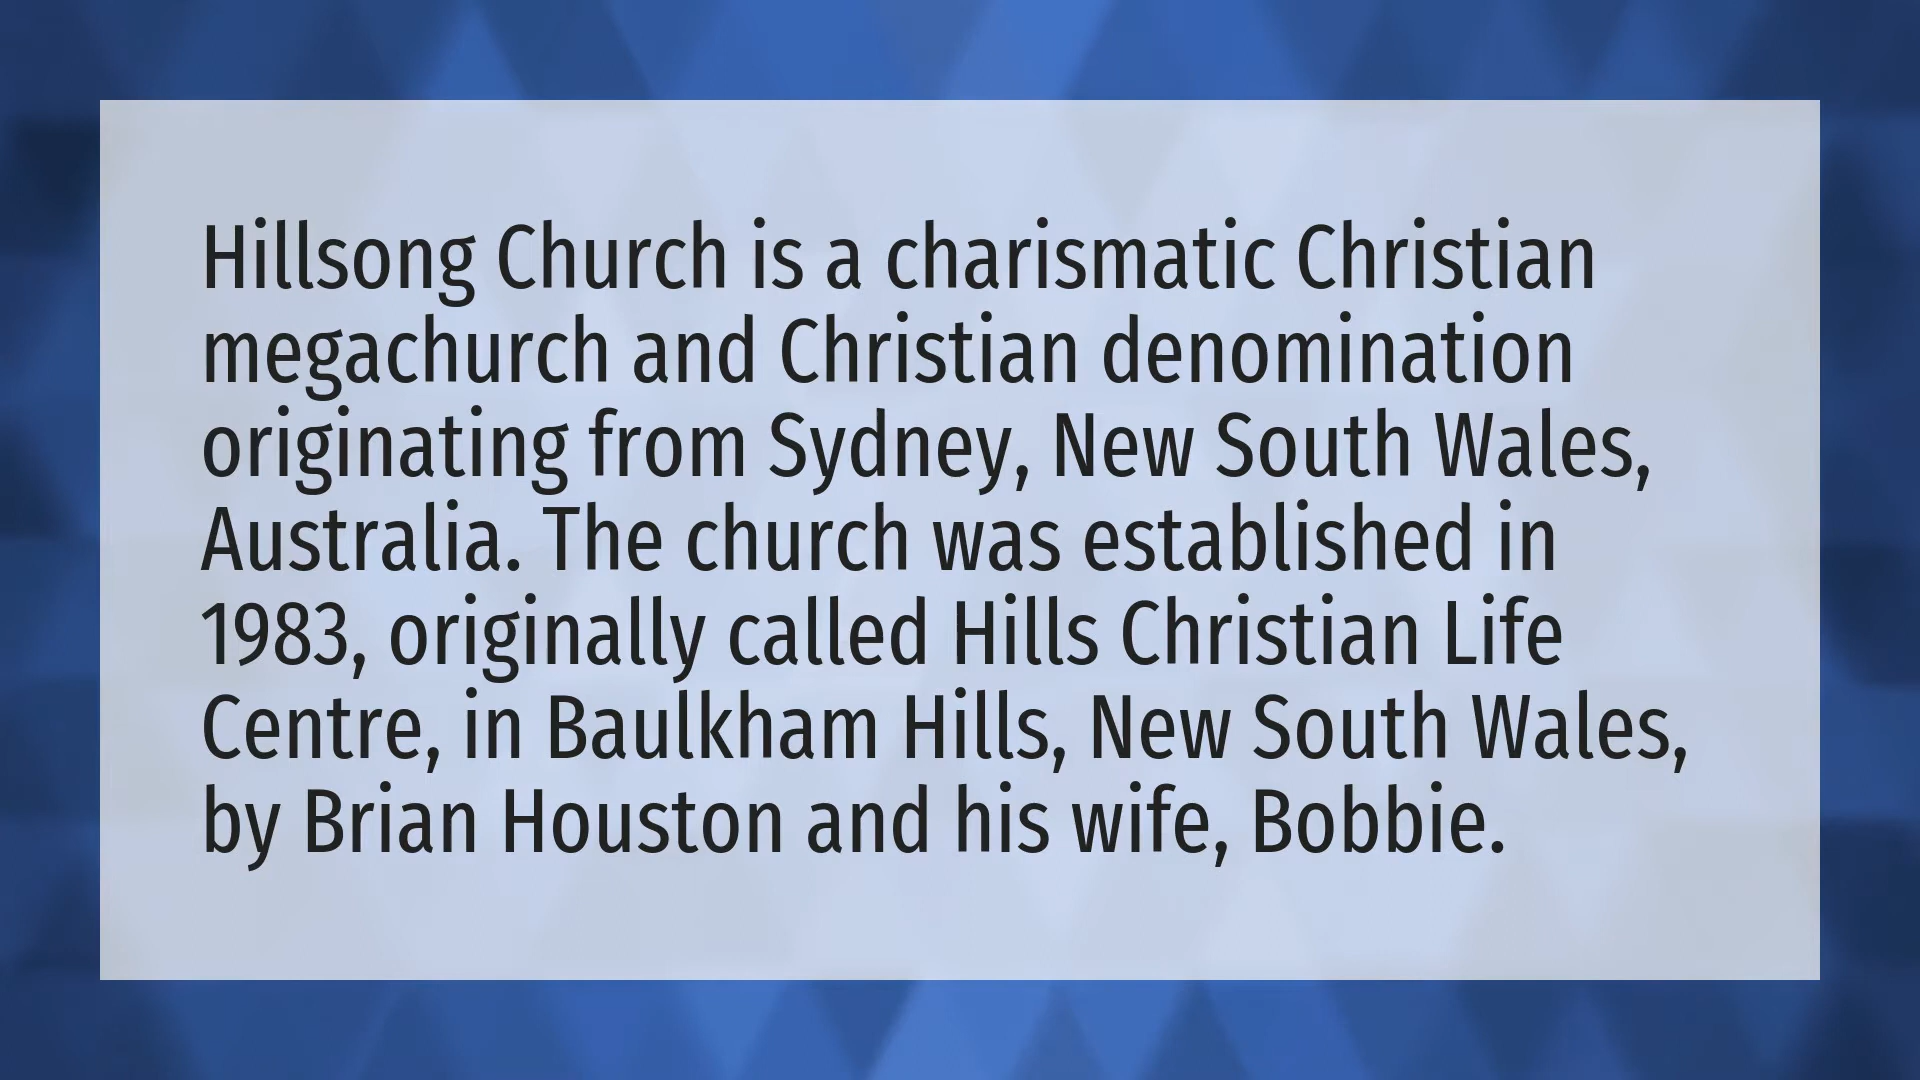 Hillsong Church is a charismatic Christian
megachurch and Christian denomination
originating from Sydney, New South Wales,
Australia. The church was established in
1983, originally called Hills Christian Life
Centre, in Baulkham Hills, New South Wales,
by Brian Houston and his wife, Bobbie.